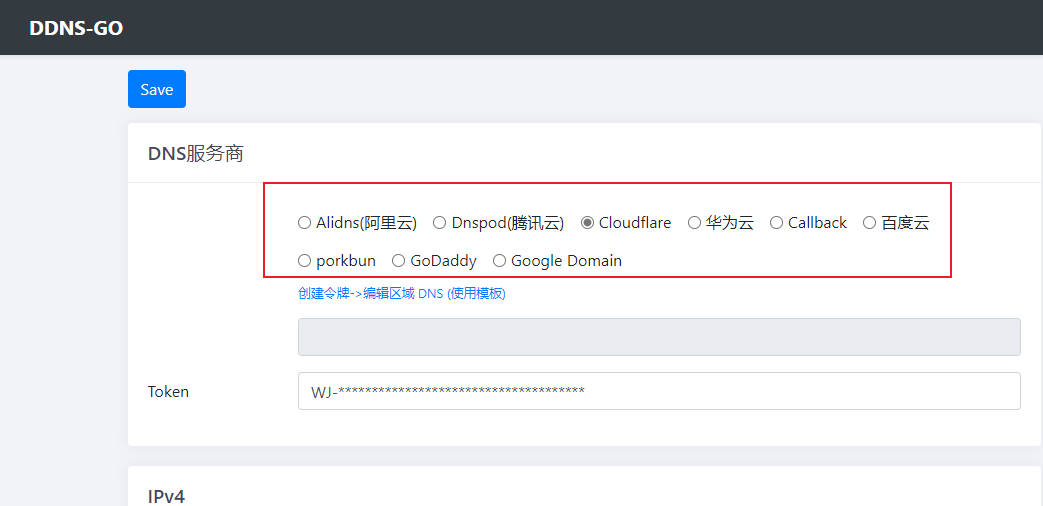 DDNS-GO
Save
DNS服务商
Alidns(阿里云) Dnspod(腾讯云) Cloudflare 华为云 Callback 百度云
porkbun GoDaddy Google Domain
创建令牌->编辑区域 DNS (使用模板)
Token WJ-*************************************
IPv4